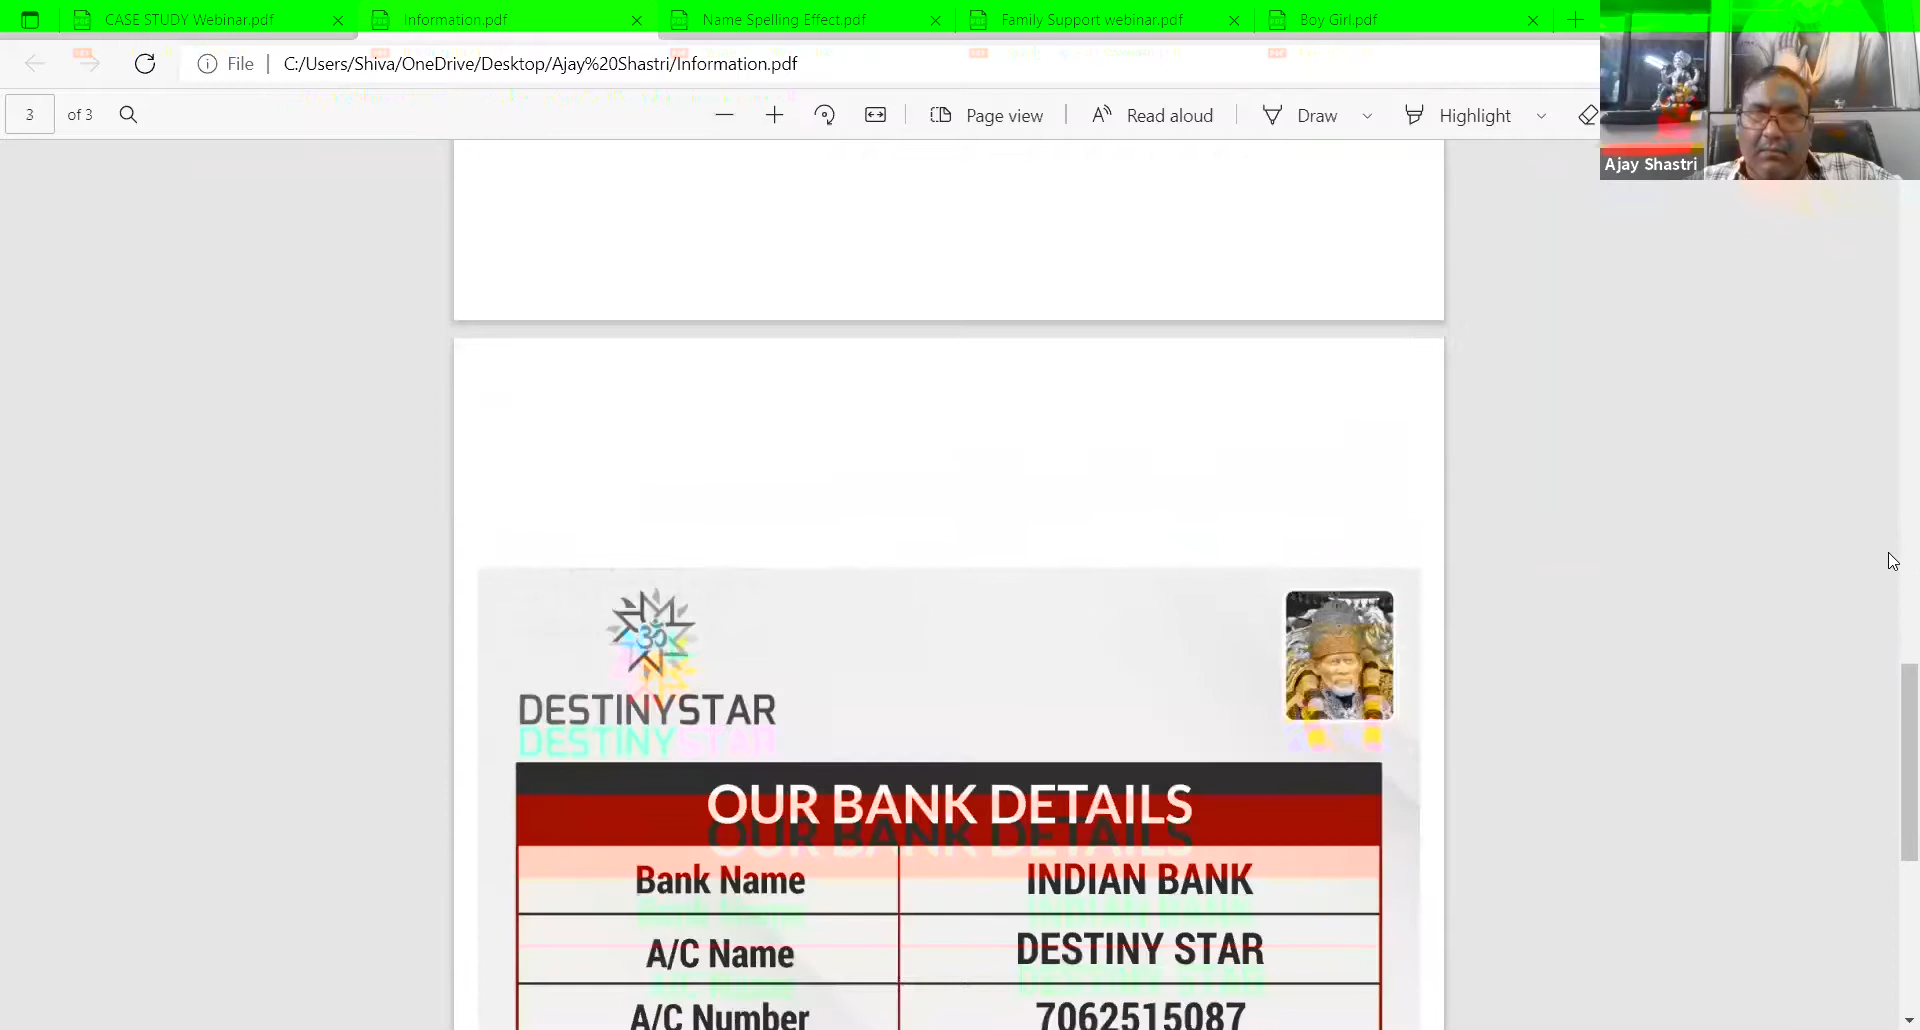 CASE STUDY Webinar.pdf
Information.pdf
Name Spelling Effect.pdf
Family Support webinar.pdf
Boy Girl.pdf
File
C:/Users/Shiva/OneDrive/Desktop/Ajay%20Shastri/Information.pdf
3 of 3
Page view
Read aloud
Draw
Highlight
Ajay Shastri
ॐ
DESTINYSTAR
OUR BANK DETAILS
Bank Name INDIAN BANK
A/C Name DESTINY STAR
A/C Number 7062515087